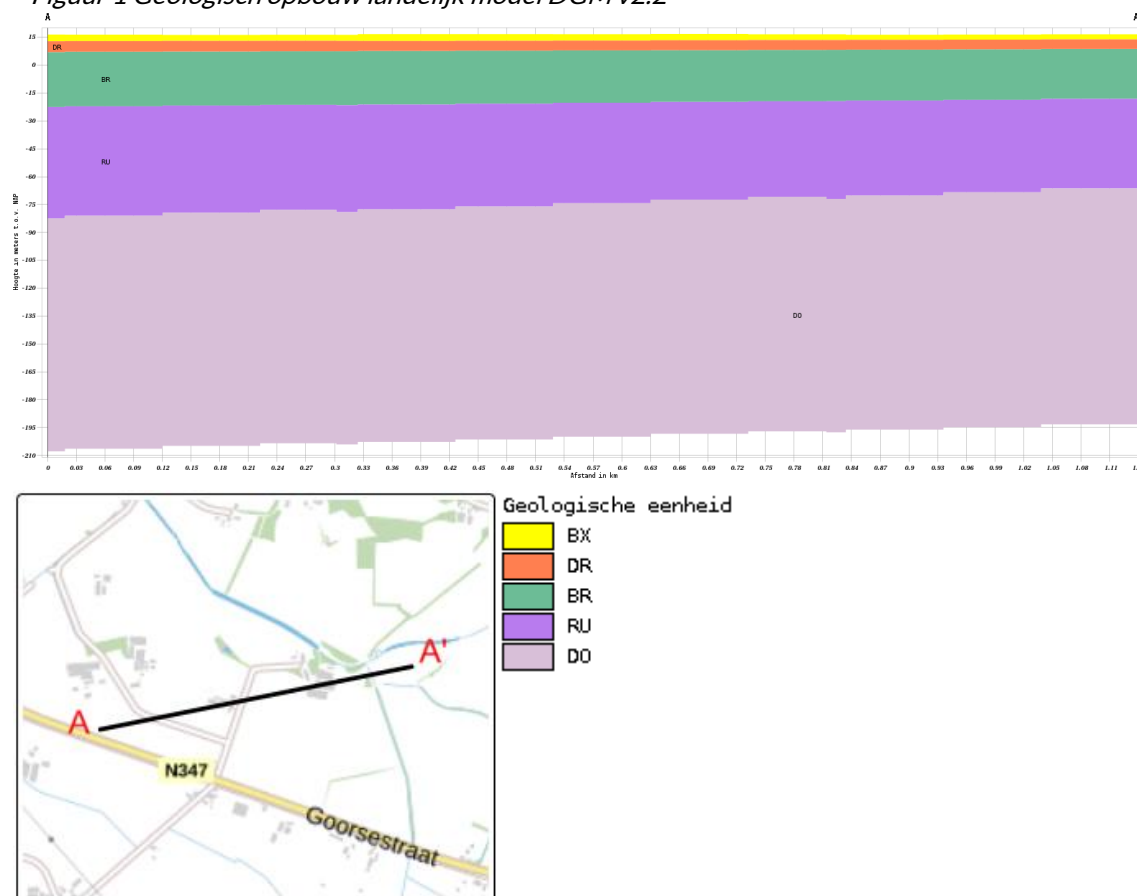 Figuur 1 Geologisch opbouw landelijk model DGM v2.2
A
A
15
DR
0
BR
-15
-30
-45
RU
-60
-75
-90
-105
-120
-135
DO
-150
-165
-180
-195
-210
Hoogte in meters t.o.v. NAP
0 0.03 0.06 0.09 0.12 0.15 0.18 0.21 0.24 0.27 0.3 0.33 0.36 0.39 0.42 0.45 0.48 0.51 0.54 0.57 0.6 0.63 0.66 0.69 0.72 0.75 0.78 0.81 0.84 0.87 0.9 0.93 0.96 0.99 1.02 1.05 1.08 1.11 1.
Afstand in km
Geologische eenheid
BX
DR
BR
RU
DO
A'
A
N347
Goorsestraat